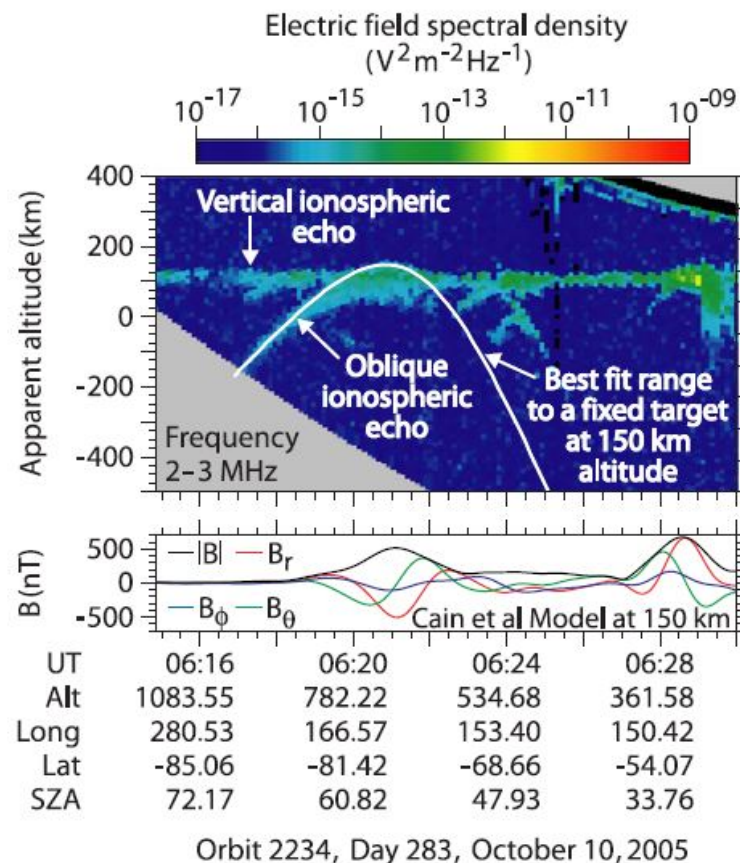 Electric field spectral density
(V²m⁻²Hz⁻¹)
10⁻¹⁷ 10⁻¹⁵ 10⁻¹³ 10⁻¹¹ 10⁻⁰⁹
400
200
0
-200
-400
Apparent altitude (km)
Vertical ionospheric
echo
Oblique
ionospheric
echo
Best fit range
to a fixed target
at 150 km
altitude
Frequency
2–3 MHz
500
0
-500
B (nT)
|B| B_r
B_ϕ B_θ Cain et al Model at 150 km
UT 06:16 06:20 06:24 06:28
Alt 1083.55 782.22 534.68 361.58
Long 280.53 166.57 153.40 150.42
Lat -85.06 -81.42 -68.66 -54.07
SZA 72.17 60.82 47.93 33.76
Orbit 2234, Day 283, October 10, 2005